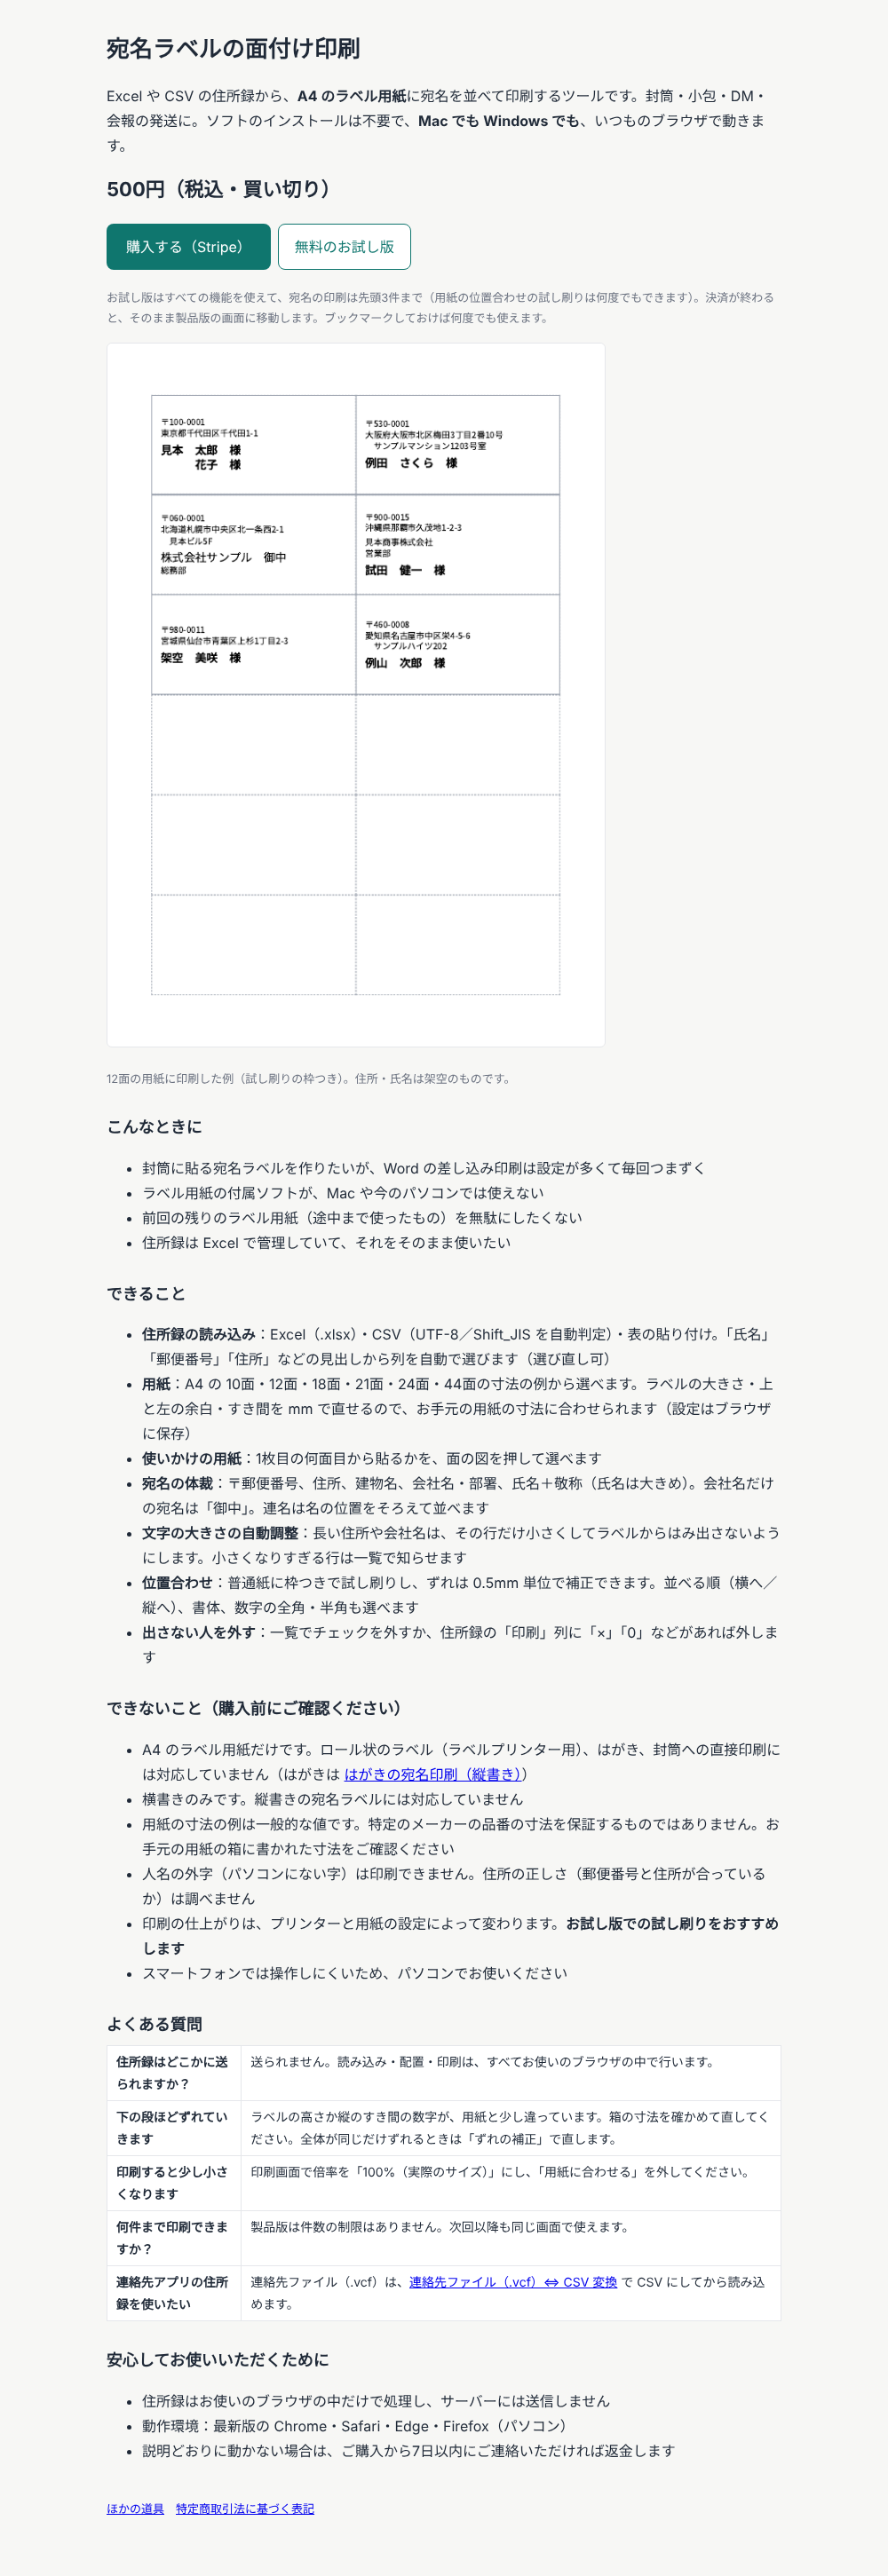 宛名ラベルの面付け印刷
Excel や CSV の住所録から、A4 のラベル用紙に宛名を並べて印刷するツールです。封筒・小包・DM・
会報の発送に。ソフトのインストールは不要で、Mac でも Windows でも、いつものブラウザで動きま
す。
500円（税込・買い切り）
購入する（Stripe） 無料のお試し版
お試し版はすべての機能を使えて、宛名の印刷は先頭3件まで（用紙の位置合わせの試し刷りは何度でもできます）。決済が終わる
と、そのまま製品版の画面に移動します。ブックマークしておけば何度でも使えます。
〒100-0001
東京都千代田区千代田1-1
見本　太郎　様
花子　様
〒530-0001
大阪府大阪市北区梅田3丁目2番10号
サンプルマンション1203号室
例田　さくら　様
〒060-0001
北海道札幌市中央区北一条西2-1
見本ビル5F
株式会社サンプル　御中
総務部
〒900-0015
沖縄県那覇市久茂地1-2-3
見本商事株式会社
営業部
試田　健一　様
〒980-0011
宮城県仙台市青葉区上杉1丁目2-3
架空　美咲　様
〒460-0008
愛知県名古屋市中区栄4-5-6
サンプルハイツ202
例山　次郎　様
12面の用紙に印刷した例（試し刷りの枠つき）。住所・氏名は架空のものです。
こんなときに
• 封筒に貼る宛名ラベルを作りたいが、Word の差し込み印刷は設定が多くて毎回つまずく
• ラベル用紙の付属ソフトが、Mac や今のパソコンでは使えない
• 前回の残りのラベル用紙（途中まで使ったもの）を無駄にしたくない
• 住所録は Excel で管理していて、それをそのまま使いたい
できること
• 住所録の読み込み：Excel（.xlsx）・CSV（UTF-8／Shift_JIS を自動判定）・表の貼り付け。「氏名」
「郵便番号」「住所」などの見出しから列を自動で選びます（選び直し可）
• 用紙：A4 の 10面・12面・18面・21面・24面・44面の寸法の例から選べます。ラベルの大きさ・上
と左の余白・すき間を mm で直せるので、お手元の用紙の寸法に合わせられます（設定はブラウザ
に保存）
• 使いかけの用紙：1枚目の何面目から貼るかを、面の図を押して選べます
• 宛名の体裁：〒郵便番号、住所、建物名、会社名・部署、氏名＋敬称（氏名は大きめ）。会社名だけ
の宛名は「御中」。連名は名の位置をそろえて並べます
• 文字の大きさの自動調整：長い住所や会社名は、その行だけ小さくしてラベルからはみ出さないよう
にします。小さくなりすぎる行は一覧で知らせます
• 位置合わせ：普通紙に枠つきで試し刷りし、ずれは 0.5mm 単位で補正できます。並べる順（横へ／
縦へ）、書体、数字の全角・半角も選べます
• 出さない人を外す：一覧でチェックを外すか、住所録の「印刷」列に「×」「0」などがあれば外しま
す
できないこと（購入前にご確認ください）
• A4 のラベル用紙だけです。ロール状のラベル（ラベルプリンター用）、はがき、封筒への直接印刷に
は対応していません（はがきは はがきの宛名印刷（縦書き））
• 横書きのみです。縦書きの宛名ラベルには対応していません
• 用紙の寸法の例は一般的な値です。特定のメーカーの品番の寸法を保証するものではありません。お
手元の用紙の箱に書かれた寸法をご確認ください
• 人名の外字（パソコンにない字）は印刷できません。住所の正しさ（郵便番号と住所が合っている
か）は調べません
• 印刷の仕上がりは、プリンターと用紙の設定によって変わります。お試し版での試し刷りをおすすめ
します
• スマートフォンでは操作しにくいため、パソコンでお使いください
よくある質問
住所録はどこかに送
られますか？
送られません。読み込み・配置・印刷は、すべてお使いのブラウザの中で行います。
下の段ほどずれてい
きます
ラベルの高さか縦のすき間の数字が、用紙と少し違っています。箱の寸法を確かめて直してく
ださい。全体が同じだけずれるときは「ずれの補正」で直します。
印刷すると少し小さ
くなります
印刷画面で倍率を「100%（実際のサイズ）」にし、「用紙に合わせる」を外してください。
何件まで印刷できま
すか？
製品版は件数の制限はありません。次回以降も同じ画面で使えます。
連絡先アプリの住所
録を使いたい
連絡先ファイル（.vcf）は、連絡先ファイル（.vcf）⇔ CSV 変換 で CSV にしてから読み込
めます。
安心してお使いいただくために
• 住所録はお使いのブラウザの中だけで処理し、サーバーには送信しません
• 動作環境：最新版の Chrome・Safari・Edge・Firefox（パソコン）
• 説明どおりに動かない場合は、ご購入から7日以内にご連絡いただければ返金します
ほかの道具　特定商取引法に基づく表記